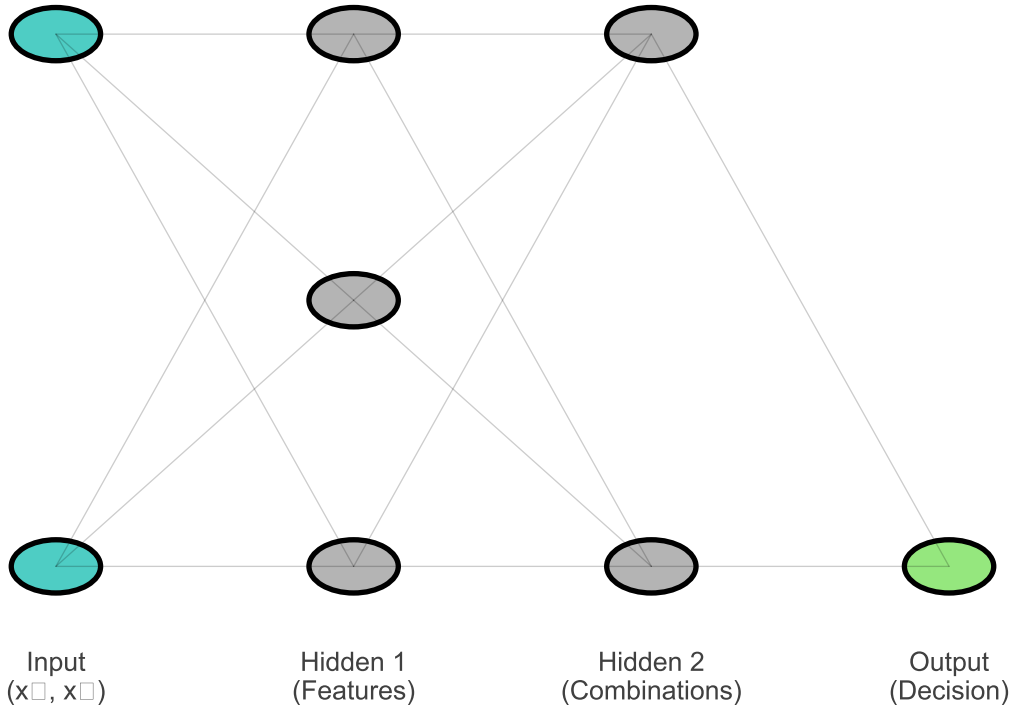 Input
(x□, x□)
Hidden 1
(Features)
Hidden 2
(Combinations)
Output
(Decision)